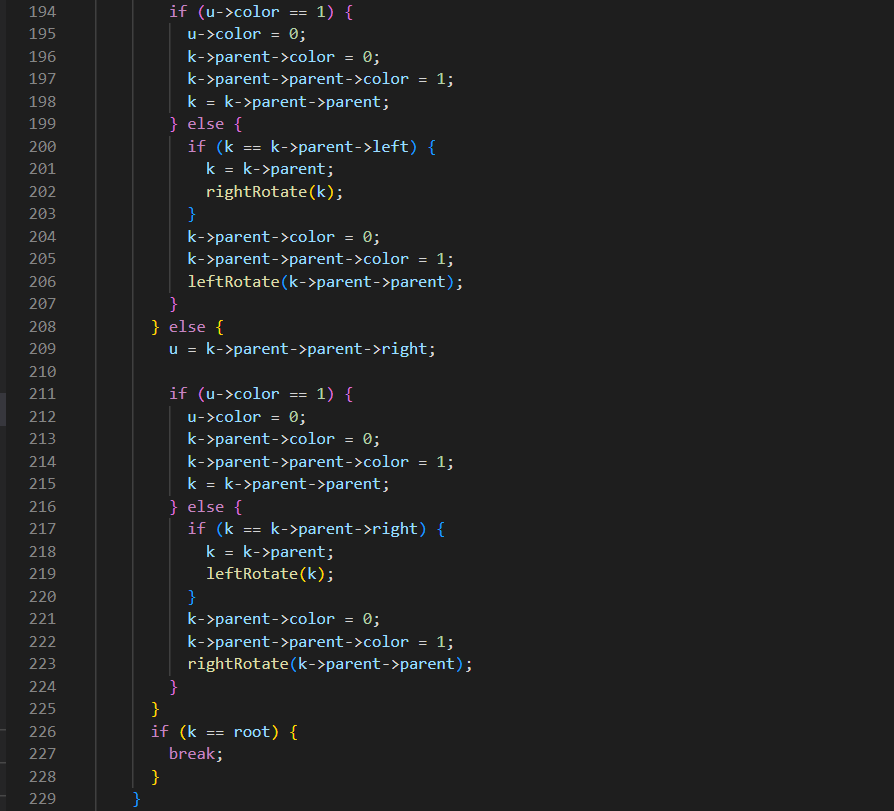 194 if (u->color == 1) {
195 u->color = 0;
196 k->parent->color = 0;
197 k->parent->parent->color = 1;
198 k = k->parent->parent;
199 } else {
200 if (k == k->parent->left) {
201 k = k->parent;
202 rightRotate(k);
203 }
204 k->parent->color = 0;
205 k->parent->parent->color = 1;
206 leftRotate(k->parent->parent);
207 }
208 } else {
209 u = k->parent->parent->right;
210
211 if (u->color == 1) {
212 u->color = 0;
213 k->parent->color = 0;
214 k->parent->parent->color = 1;
215 k = k->parent->parent;
216 } else {
217 if (k == k->parent->right) {
218 k = k->parent;
219 leftRotate(k);
220 }
221 k->parent->color = 0;
222 k->parent->parent->color = 1;
223 rightRotate(k->parent->parent);
224 }
225 }
226 if (k == root) {
227 break;
228 }
229 }